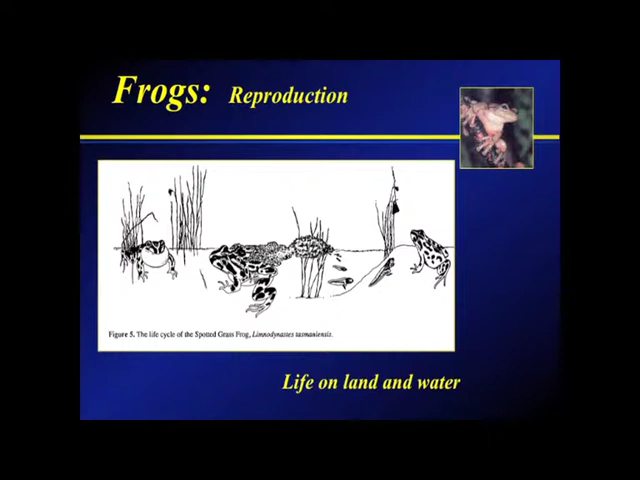 Frogs: Reproduction
Figure 5. The life cycle of the Spotted Grass Frog, Limnodynastes tasmaniensis.
Life on land and water